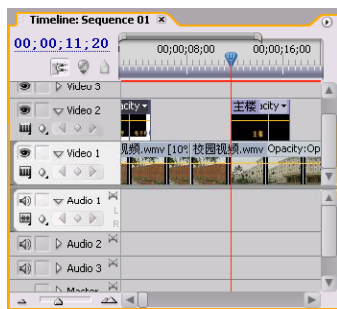 Timeline: Sequence 01
00;00;11;20
00;00;08;00 00;00;16;00
Video 3
Video 2
acity 主楼 acity
Video 1
视频.wmv [10% 校园视频.wmv Opacity:Op
Audio 1
L
R
Audio 2
Audio 3
Master